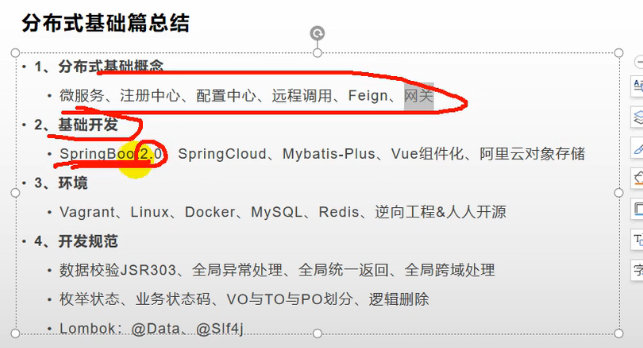 分布式基础篇总结
• 1、分布式基础概念
• 微服务、注册中心、配置中心、远程调用、Feign、网关
• 2、基础开发
• SpringBoot2.0、SpringCloud、Mybatis-Plus、Vue组件化、阿里云对象存储
• 3、环境
• Vagrant、Linux、Docker、MySQL、Redis、逆向工程&人人开源
• 4、开发规范
• 数据校验JSR303、全局异常处理、全局统一返回、全局跨域处理
• 枚举状态、业务状态码、VO与TO与PO划分、逻辑删除
• Lombok：@Data、@Slf4j
字